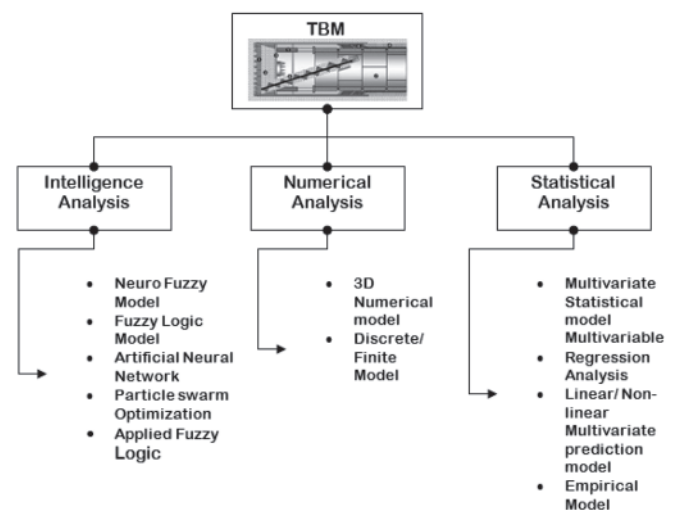 TBM
Intelligence
Analysis
• Neuro Fuzzy
Model
• Fuzzy Logic
Model
• Artificial Neural
Network
• Particle swarm
Optimization
• Applied Fuzzy
Logic
Numerical
Analysis
• 3D
Numerical
model
• Discrete/
Finite
Model
Statistical
Analysis
• Multivariate
Statistical
model
Multivariable
• Regression
Analysis
• Linear/ Non-
linear
Multivariate
prediction
model
• Empirical
Model